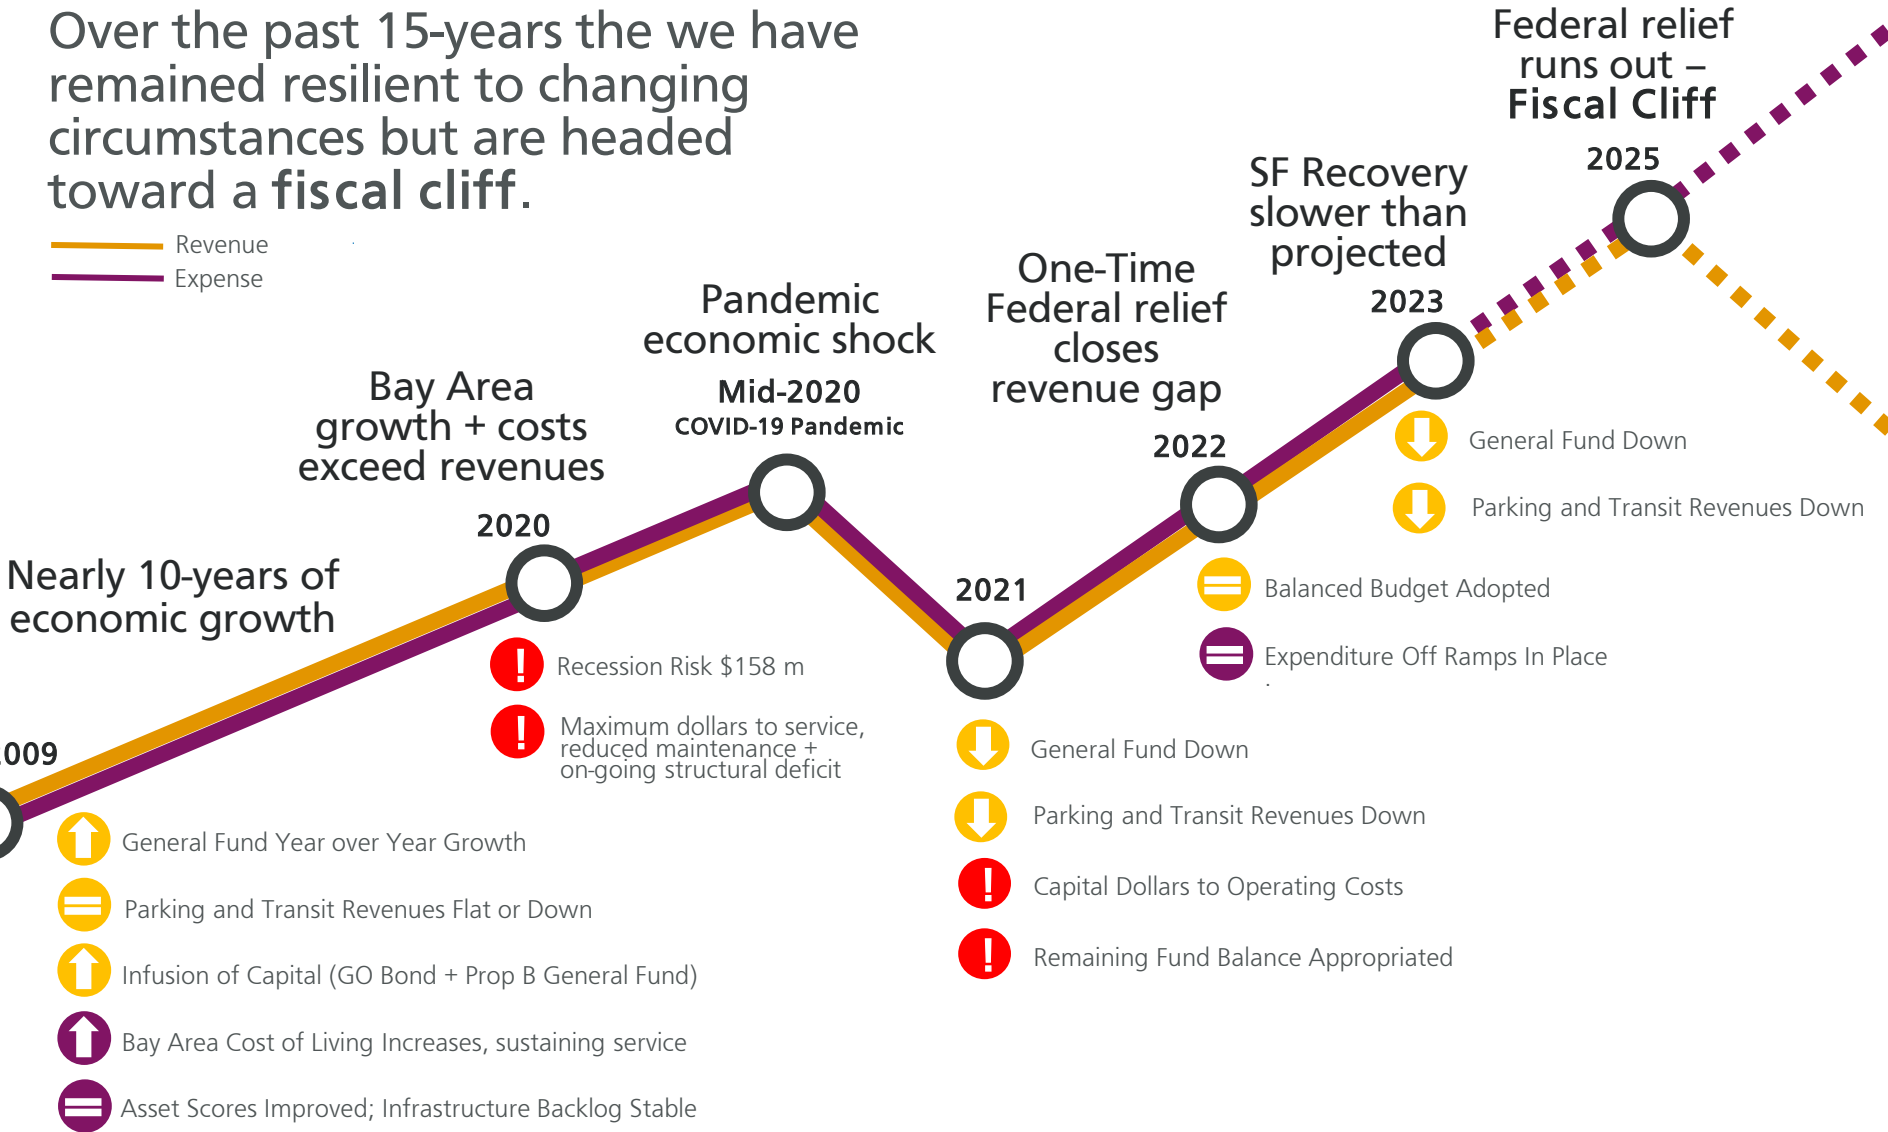 Over the past 15-years the we have
remained resilient to changing
circumstances but are headed
toward a fiscal cliff.
Revenue
Expense
Nearly 10-years of
economic growth
009
General Fund Year over Year Growth
Parking and Transit Revenues Flat or Down
Infusion of Capital (GO Bond + Prop B General Fund)
Bay Area Cost of Living Increases, sustaining service
Asset Scores Improved; Infrastructure Backlog Stable
Bay Area
growth + costs
exceed revenues
2020
Recession Risk $158 m
Maximum dollars to service,
reduced maintenance +
on-going structural deficit
Pandemic
economic shock
Mid-2020
COVID-19 Pandemic
2021
General Fund Down
Parking and Transit Revenues Down
Capital Dollars to Operating Costs
Remaining Fund Balance Appropriated
One-Time
Federal relief
closes
revenue gap
2022
Balanced Budget Adopted
Expenditure Off Ramps In Place
SF Recovery
slower than
projected
2023
General Fund Down
Parking and Transit Revenues Down
Federal relief
runs out –
Fiscal Cliff
2025